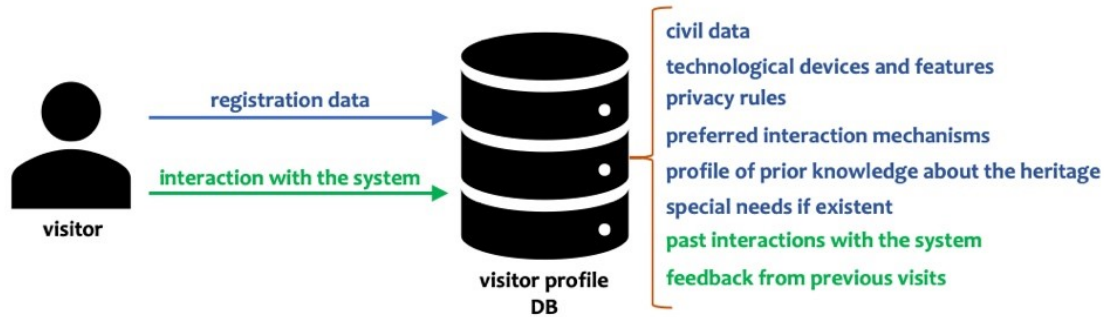 registration data
interaction with the system
visitor
visitor profile
DB
civil data
technological devices and features
privacy rules
preferred interaction mechanisms
profile of prior knowledge about the heritage
special needs if existent
past interactions with the system
feedback from previous visits